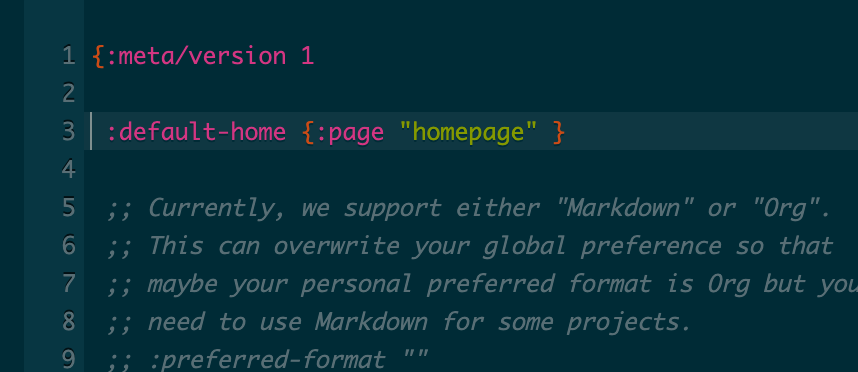 1 {:meta/version 1
2
3 :default-home {:page "homepage" }
4
5 ;; Currently, we support either "Markdown" or "Org".
6 ;; This can overwrite your global preference so that
7 ;; maybe your personal preferred format is Org but you
8 ;; need to use Markdown for some projects.
9 ;; :preferred-format ""